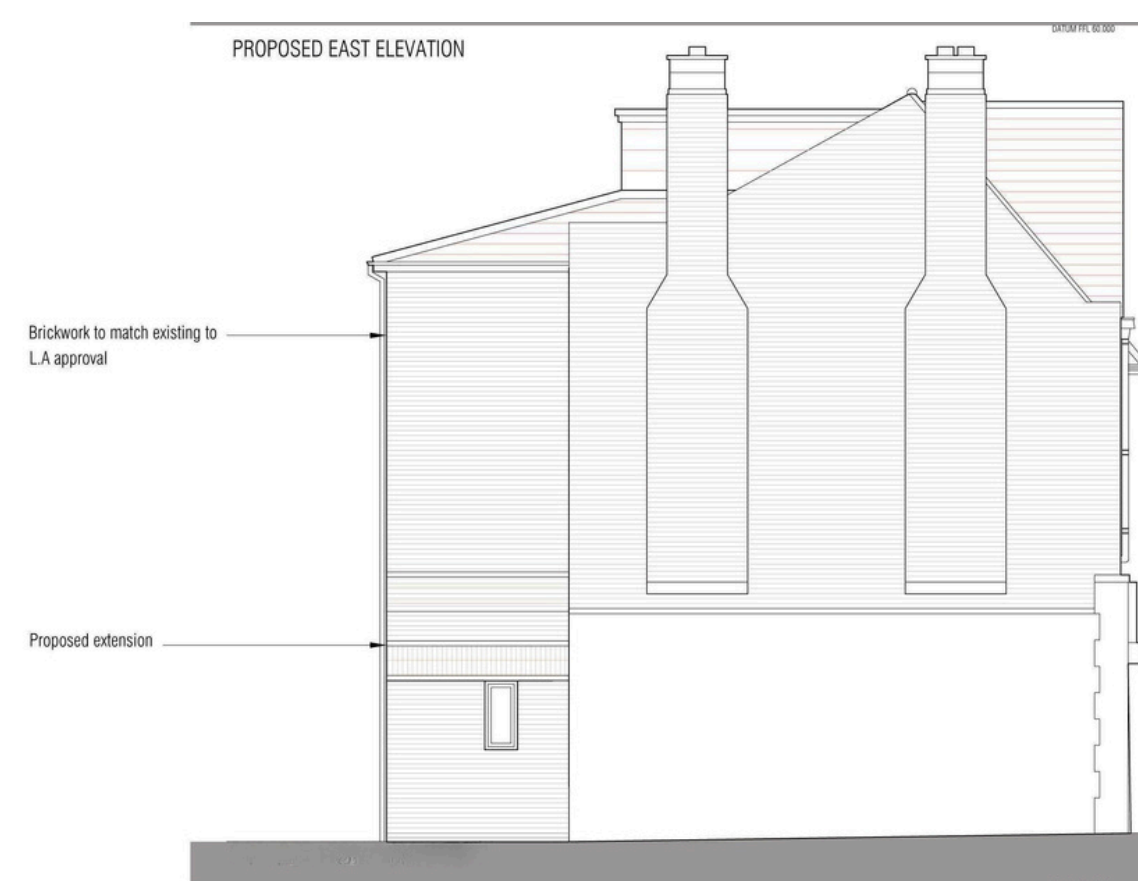 DATUM FFL 60.000
PROPOSED EAST ELEVATION
Brickwork to match existing to
L.A approval
Proposed extension